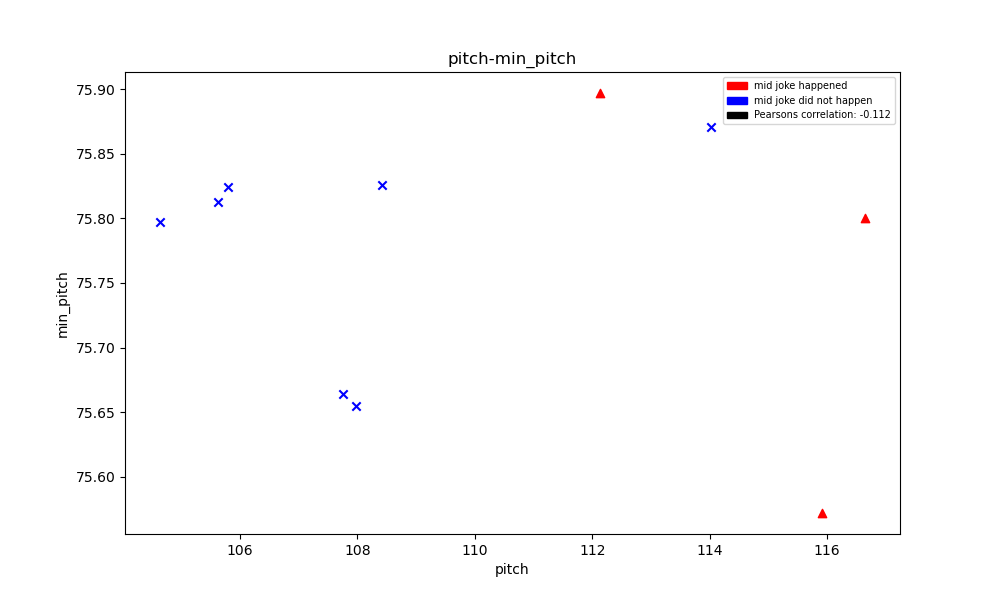 pitch-min_pitch
mid joke happened
mid joke did not happen
Pearsons correlation: -0.112
min_pitch
75.90
75.85
75.80
75.75
75.70
75.65
75.60
106 108 110 112 114 116
pitch